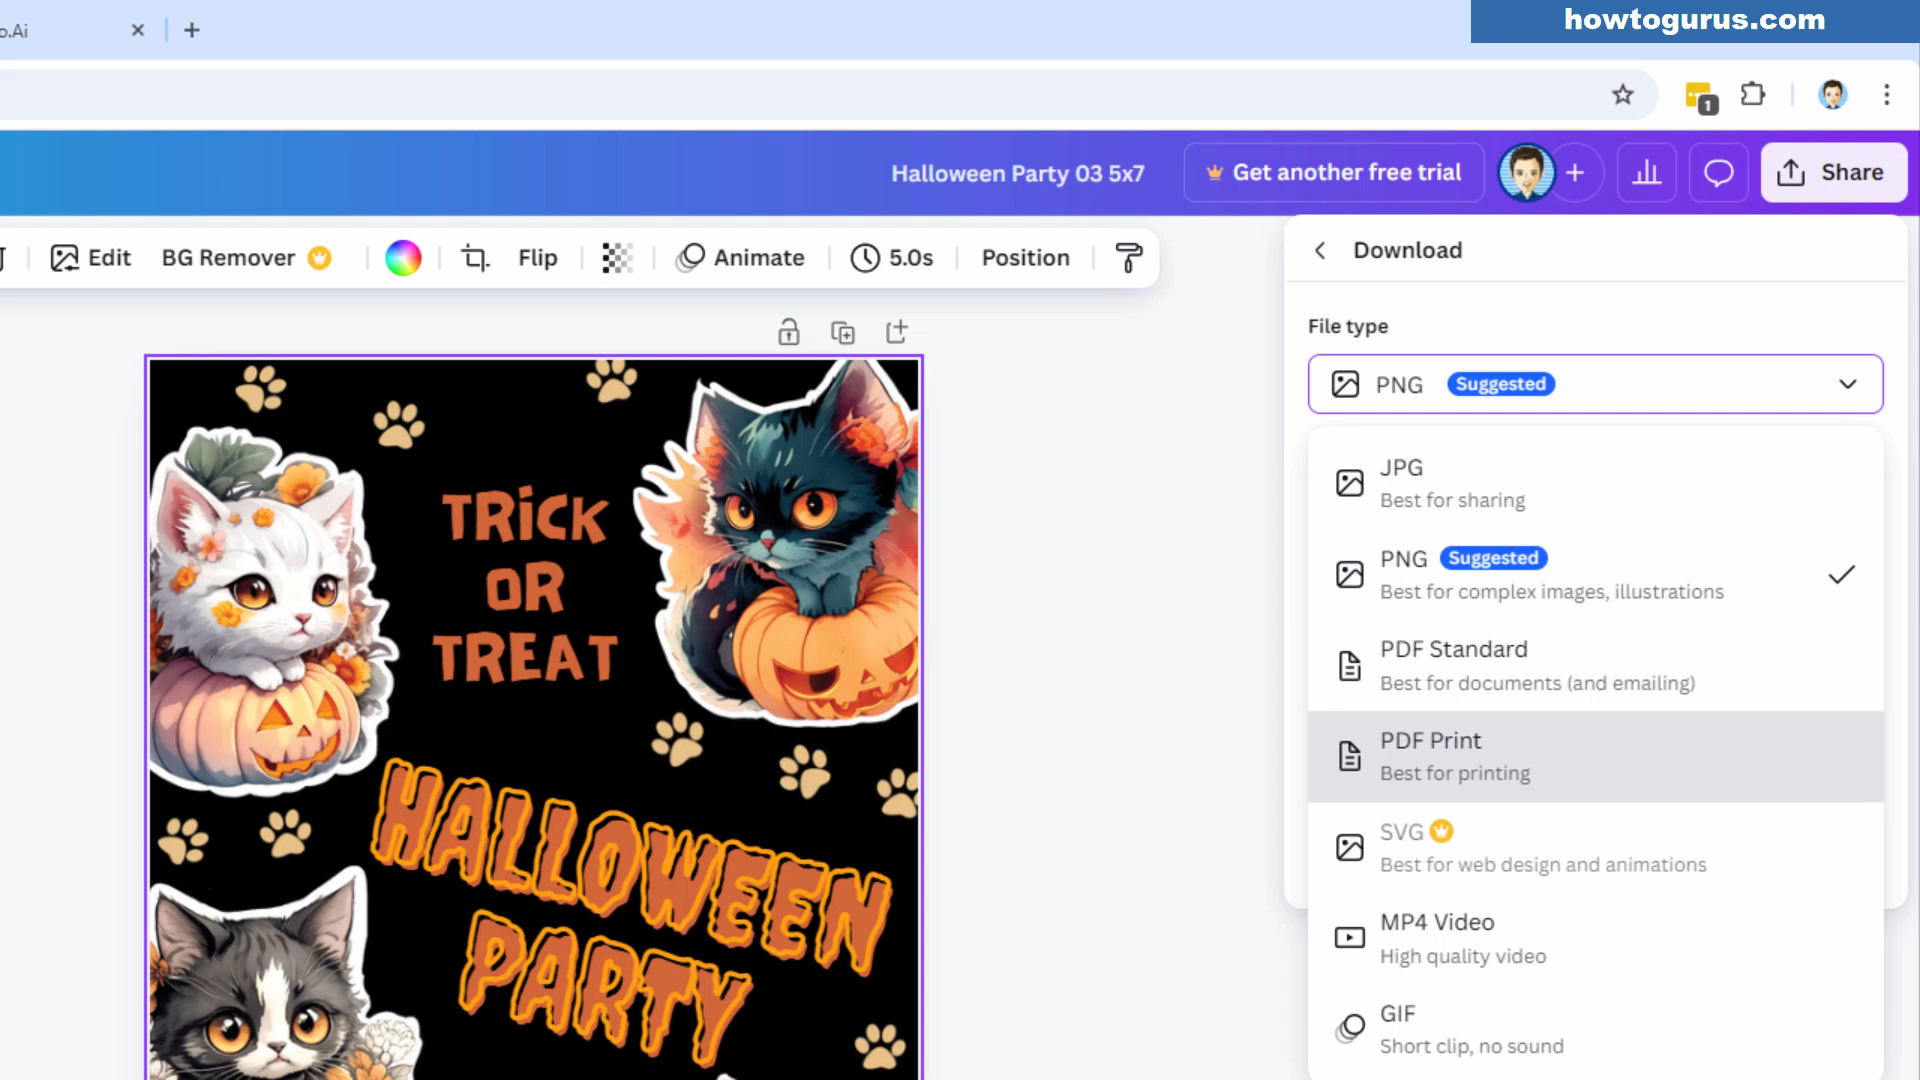 howtogurus.com
o.Ai
1
Halloween Party 03 5x7
Get another free trial
Share
Edit
BG Remover
Flip
Animate
5.0s
Position
Download
File type
PNG Suggested
JPG
Best for sharing
PNG Suggested
Best for complex images, illustrations
PDF Standard
Best for documents (and emailing)
PDF Print
Best for printing
SVG
Best for web design and animations
MP4 Video
High quality video
GIF
Short clip, no sound
TRiCK
OR
TREAT
HALLOWEEN
PARTY